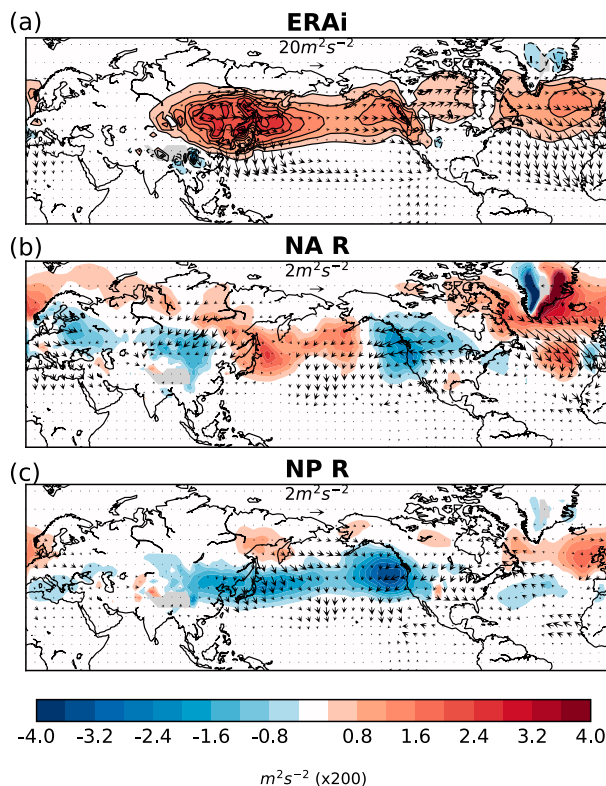 (a)
ERAi
20m²s⁻²
(b)
NA R
2m²s⁻²
(c)
NP R
2m²s⁻²
-4.0 -3.2 -2.4 -1.6 -0.8 0.8 1.6 2.4 3.2 4.0
m²s⁻² (x200)